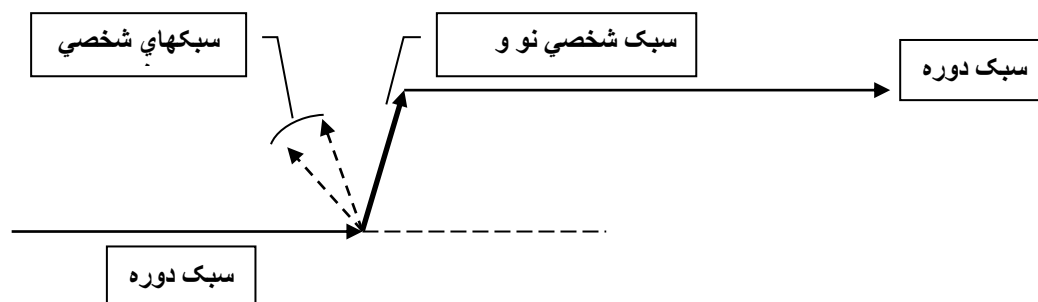 سبک شخصي نو و
سبکهاي شخصي
سبک دوره
سبک دوره